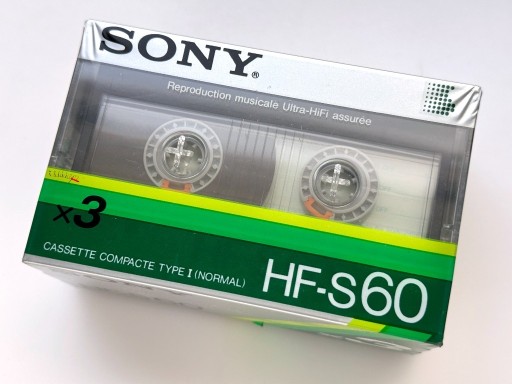 SONY®
Reproduction musicale Ultra-HiFi assurée
x3
CASSETTE COMPACTE TYPE I (NORMAL)
HF-S60